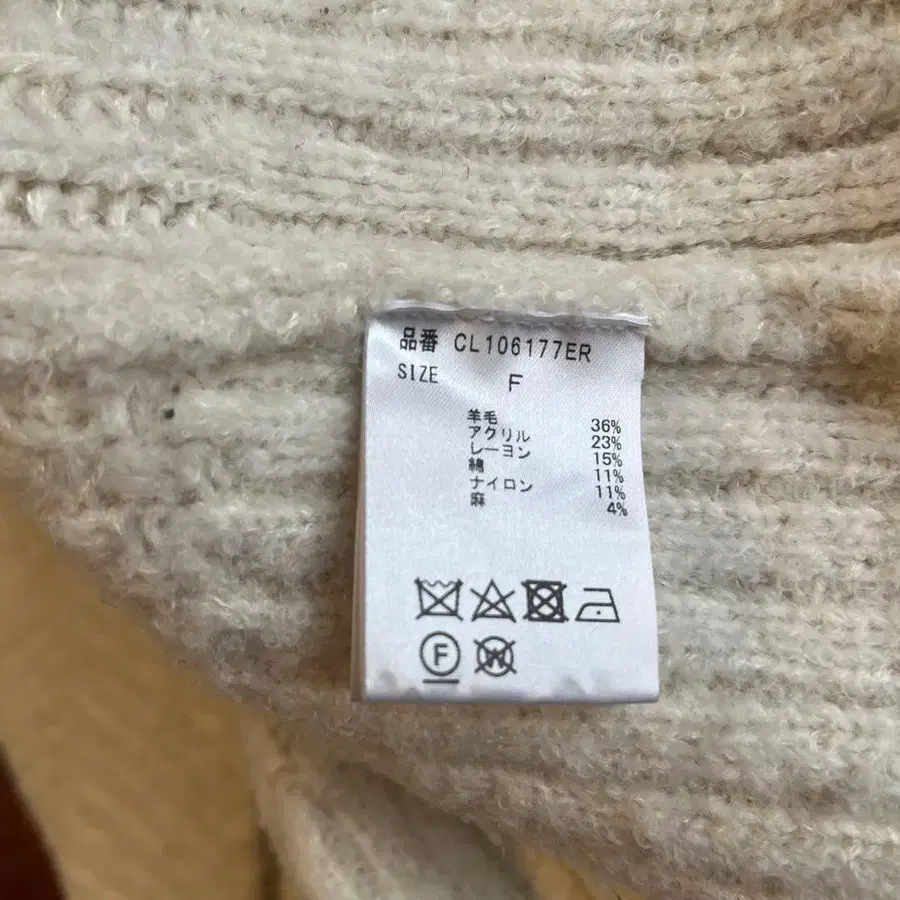 品番 CL106177ER
SIZE F
羊毛 36%
アクリル 23%
レーヨン 15%
綿 11%
ナイロン 11%
麻 4%
F W